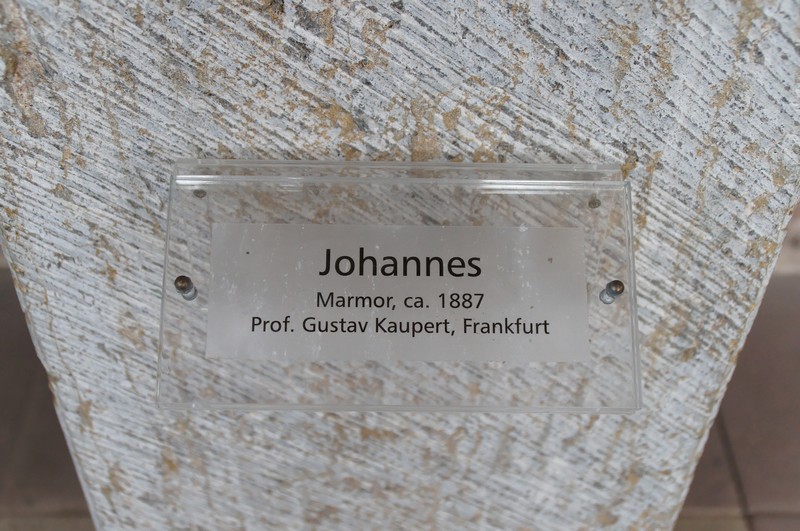 Johannes
Marmor, ca. 1887
Prof. Gustav Kaupert, Frankfurt